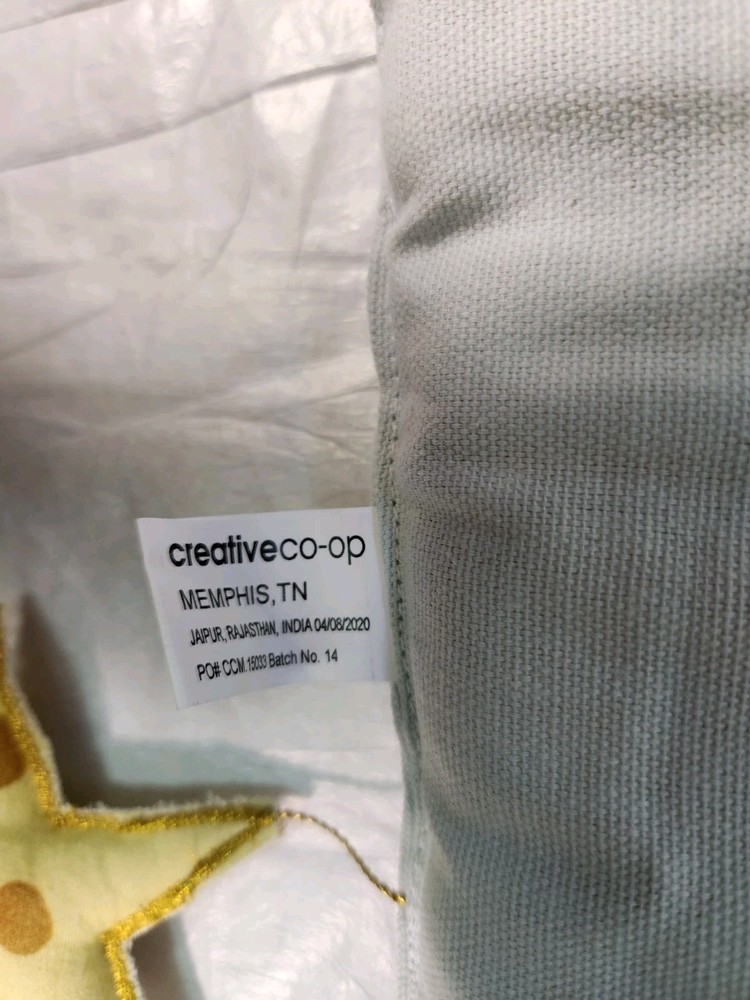 creativeco-op
MEMPHIS,TN
JAIPUR, RAJASTHAN, INDIA 04/08/2020
PO# CCM.15033 Batch No. 14